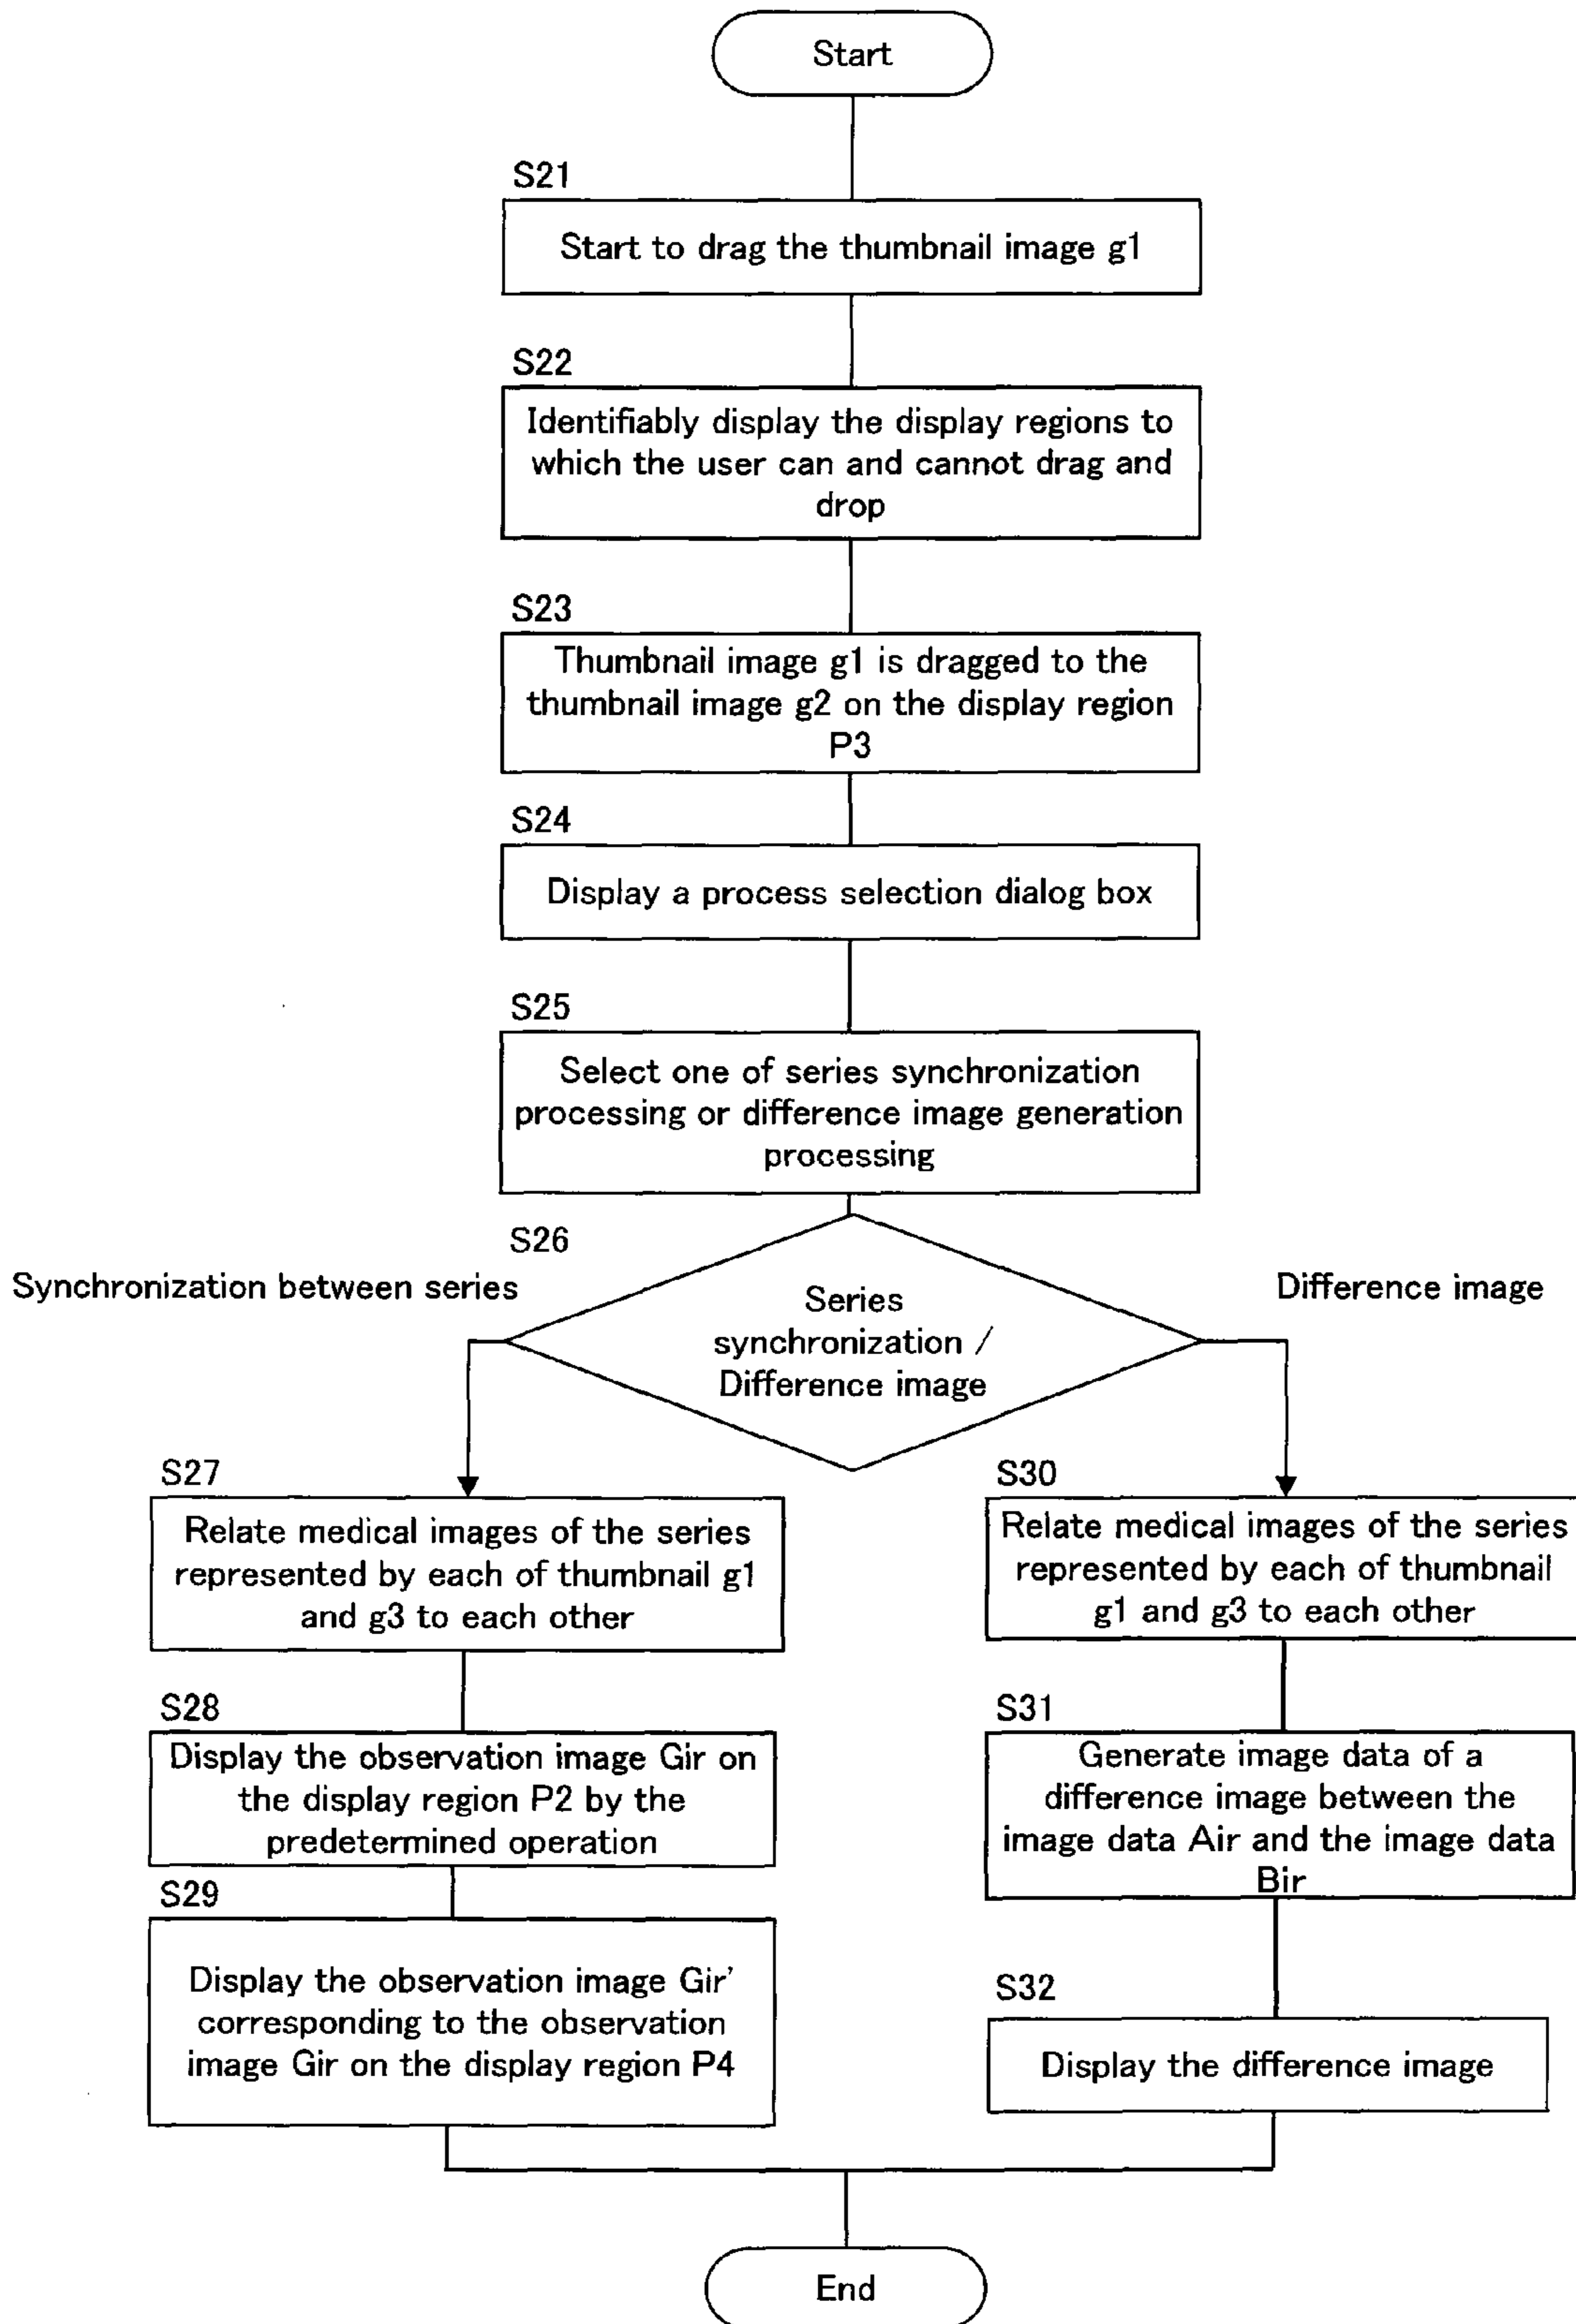 Start
S21
Start to drag the thumbnail image g1
S22
Identifiably display the display regions to
which the user can and cannot drag and
drop
S23
Thumbnail image g1 is dragged to the
thumbnail image g2 on the display region
P3
S24
Display a process selection dialog box
S25
Select one of series synchronization
processing or difference image generation
processing
S26
Synchronization between series
Difference image
Series
synchronization /
Difference image
S27
Relate medical images of the series
represented by each of thumbnail g1
and g3 to each other
S28
Display the observation image Gir on
the display region P2 by the
predetermined operation
S29
Display the observation image Gir'
corresponding to the observation
image Gir on the display region P4
S30
Relate medical images of the series
represented by each of thumbnail
g1 and g3 to each other
S31
Generate image data of a
difference image between the
image data Air and the image data
Bir
S32
Display the difference image
End